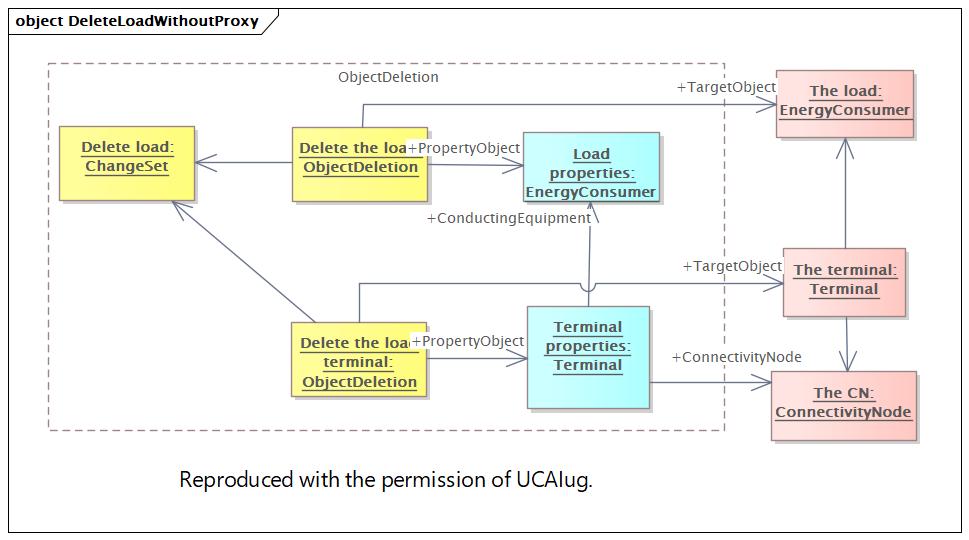 object DeleteLoadWithoutProxy
ObjectDeletion
+TargetObject
The load:
EnergyConsumer
Delete load:
ChangeSet
Delete the loa
ObjectDeletion
+PropertyObject
Load
properties:
EnergyConsumer
+ConductingEquipment
+TargetObject
The terminal:
Terminal
Delete the loa
terminal:
ObjectDeletion
+PropertyObject
Terminal
properties:
Terminal
+ConnectivityNode
The CN:
ConnectivityNode
Reproduced with the permission of UCAIug.